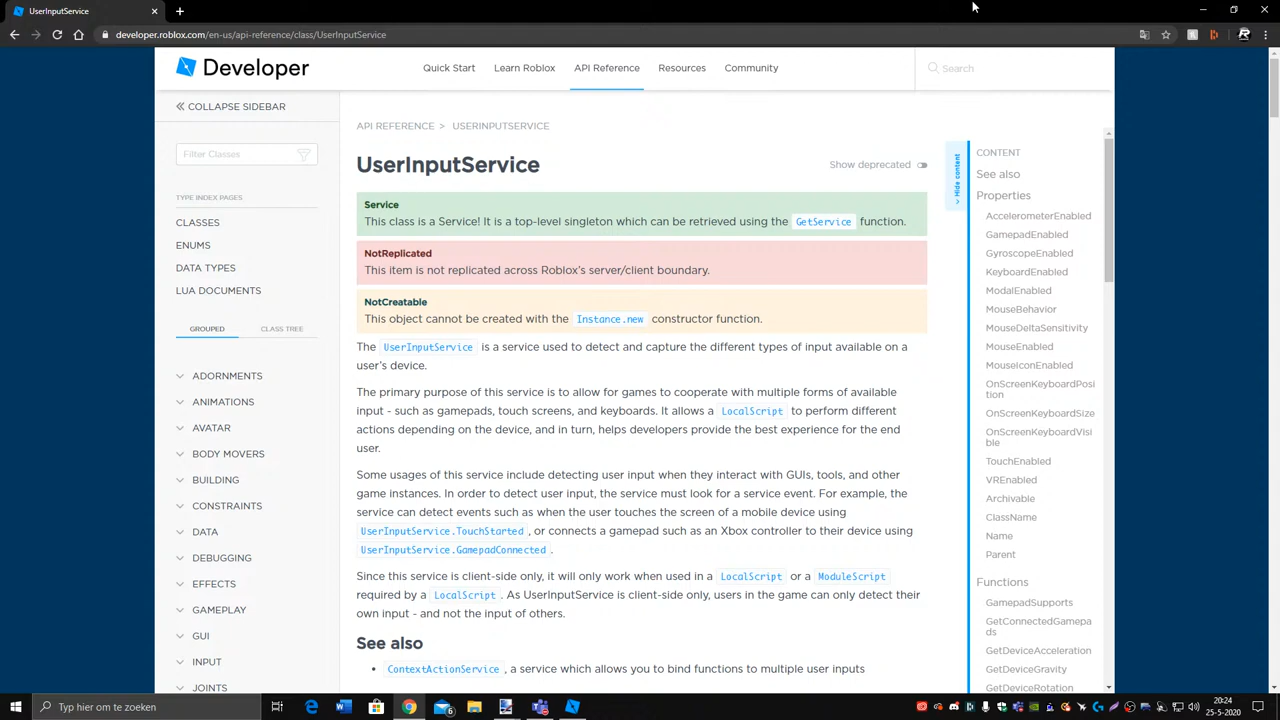 UserInputService
developer.roblox.com/en-us/api-reference/class/UserInputService
Developer
Quick Start
Learn Roblox
API Reference
Resources
Community
Search
COLLAPSE SIDEBAR
Filter Classes
TYPE INDEX PAGES
CLASSES
ENUMS
DATA TYPES
LUA DOCUMENTS
GROUPED
CLASS TREE
ADORNMENTS
ANIMATIONS
AVATAR
BODY MOVERS
BUILDING
CONSTRAINTS
DATA
DEBUGGING
EFFECTS
GAMEPLAY
GUI
INPUT
JOINTS
API REFERENCE > USERINPUTSERVICE
UserInputService
Show deprecated
Service
This class is a Service! It is a top-level singleton which can be retrieved using the GetService function.
NotReplicated
This item is not replicated across Roblox's server/client boundary.
NotCreatable
This object cannot be created with the Instance.new constructor function.
The UserInputService is a service used to detect and capture the different types of input available on a
user's device.
The primary purpose of this service is to allow for games to cooperate with multiple forms of available
input - such as gamepads, touch screens, and keyboards. It allows a LocalScript to perform different
actions depending on the device, and in turn, helps developers provide the best experience for the end
user.
Some usages of this service include detecting user input when they interact with GUIs, tools, and other
game instances. In order to detect user input, the service must look for a service event. For example, the
service can detect events such as when the user touches the screen of a mobile device using
UserInputService.TouchStarted, or connects a gamepad such as an Xbox controller to their device using
UserInputService.GamepadConnected.
Since this service is client-side only, it will only work when used in a LocalScript or a ModuleScript
required by a LocalScript. As UserInputService is client-side only, users in the game can only detect their
own input - and not the input of others.
See also
• ContextActionService, a service which allows you to bind functions to multiple user inputs
Hide content
CONTENT
See also
Properties
AccelerometerEnabled
GamepadEnabled
GyroscopeEnabled
KeyboardEnabled
ModalEnabled
MouseBehavior
MouseDeltaSensitivity
MouseEnabled
MouseIconEnabled
OnScreenKeyboardPosi
tion
OnScreenKeyboardSize
OnScreenKeyboardVisi
ble
TouchEnabled
VREnabled
Archivable
ClassName
Name
Parent
Functions
GamepadSupports
GetConnectedGamepa
ds
GetDeviceAcceleration
GetDeviceGravity
GetDeviceRotation
Typ hier om te zoeken
20:24
25-5-2020